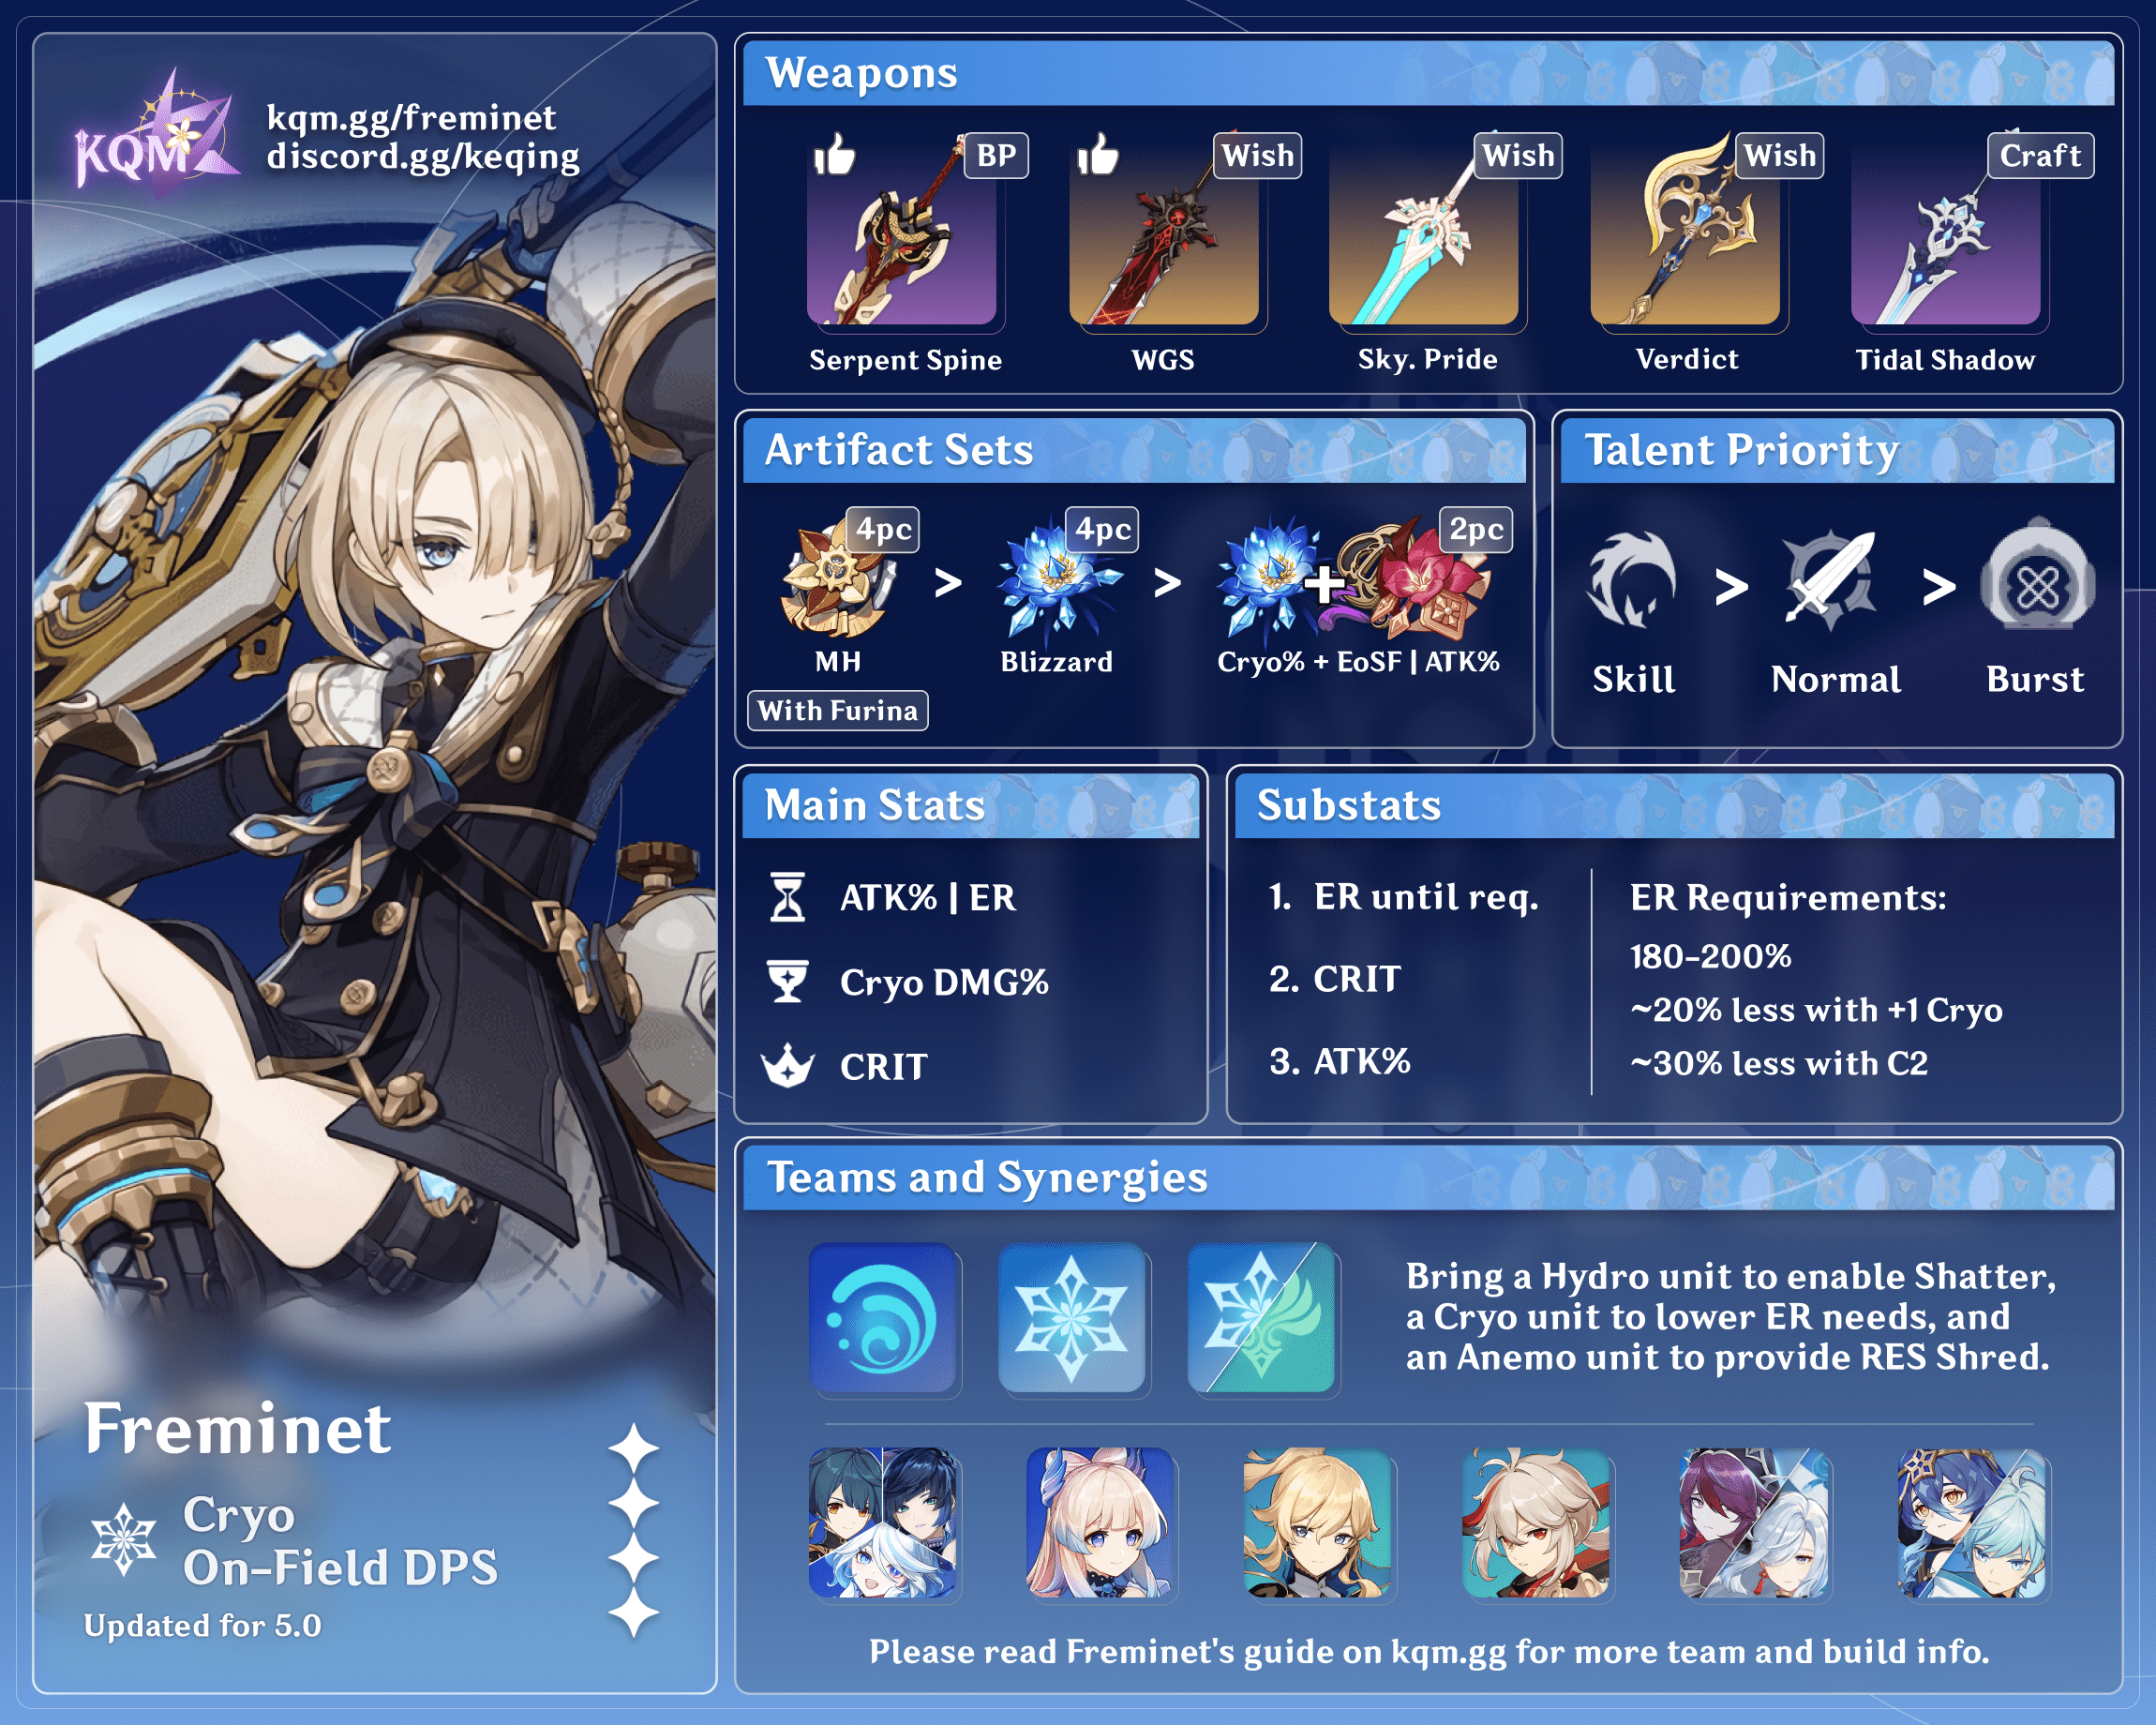 KQM
kqm.gg/freminet
discord.gg/keqing
Freminet
Cryo
On-Field DPS
Updated for 5.0
Weapons
BP
Wish
Wish
Wish
Craft
Serpent Spine
WGS
Sky. Pride
Verdict
Tidal Shadow
Artifact Sets
4pc
>
4pc
>
+
2pc
MH
Blizzard
Cryo% + EoSF | ATK%
With Furina
Talent Priority
>
>
Skill
Normal
Burst
Main Stats
ATK% | ER
Cryo DMG%
CRIT
Substats
1. ER until req.
2. CRIT
3. ATK%
ER Requirements:
180-200%
~20% less with +1 Cryo
~30% less with C2
Teams and Synergies
Bring a Hydro unit to enable Shatter,
a Cryo unit to lower ER needs, and
an Anemo unit to provide RES Shred.
Please read Freminet's guide on kqm.gg for more team and build info.